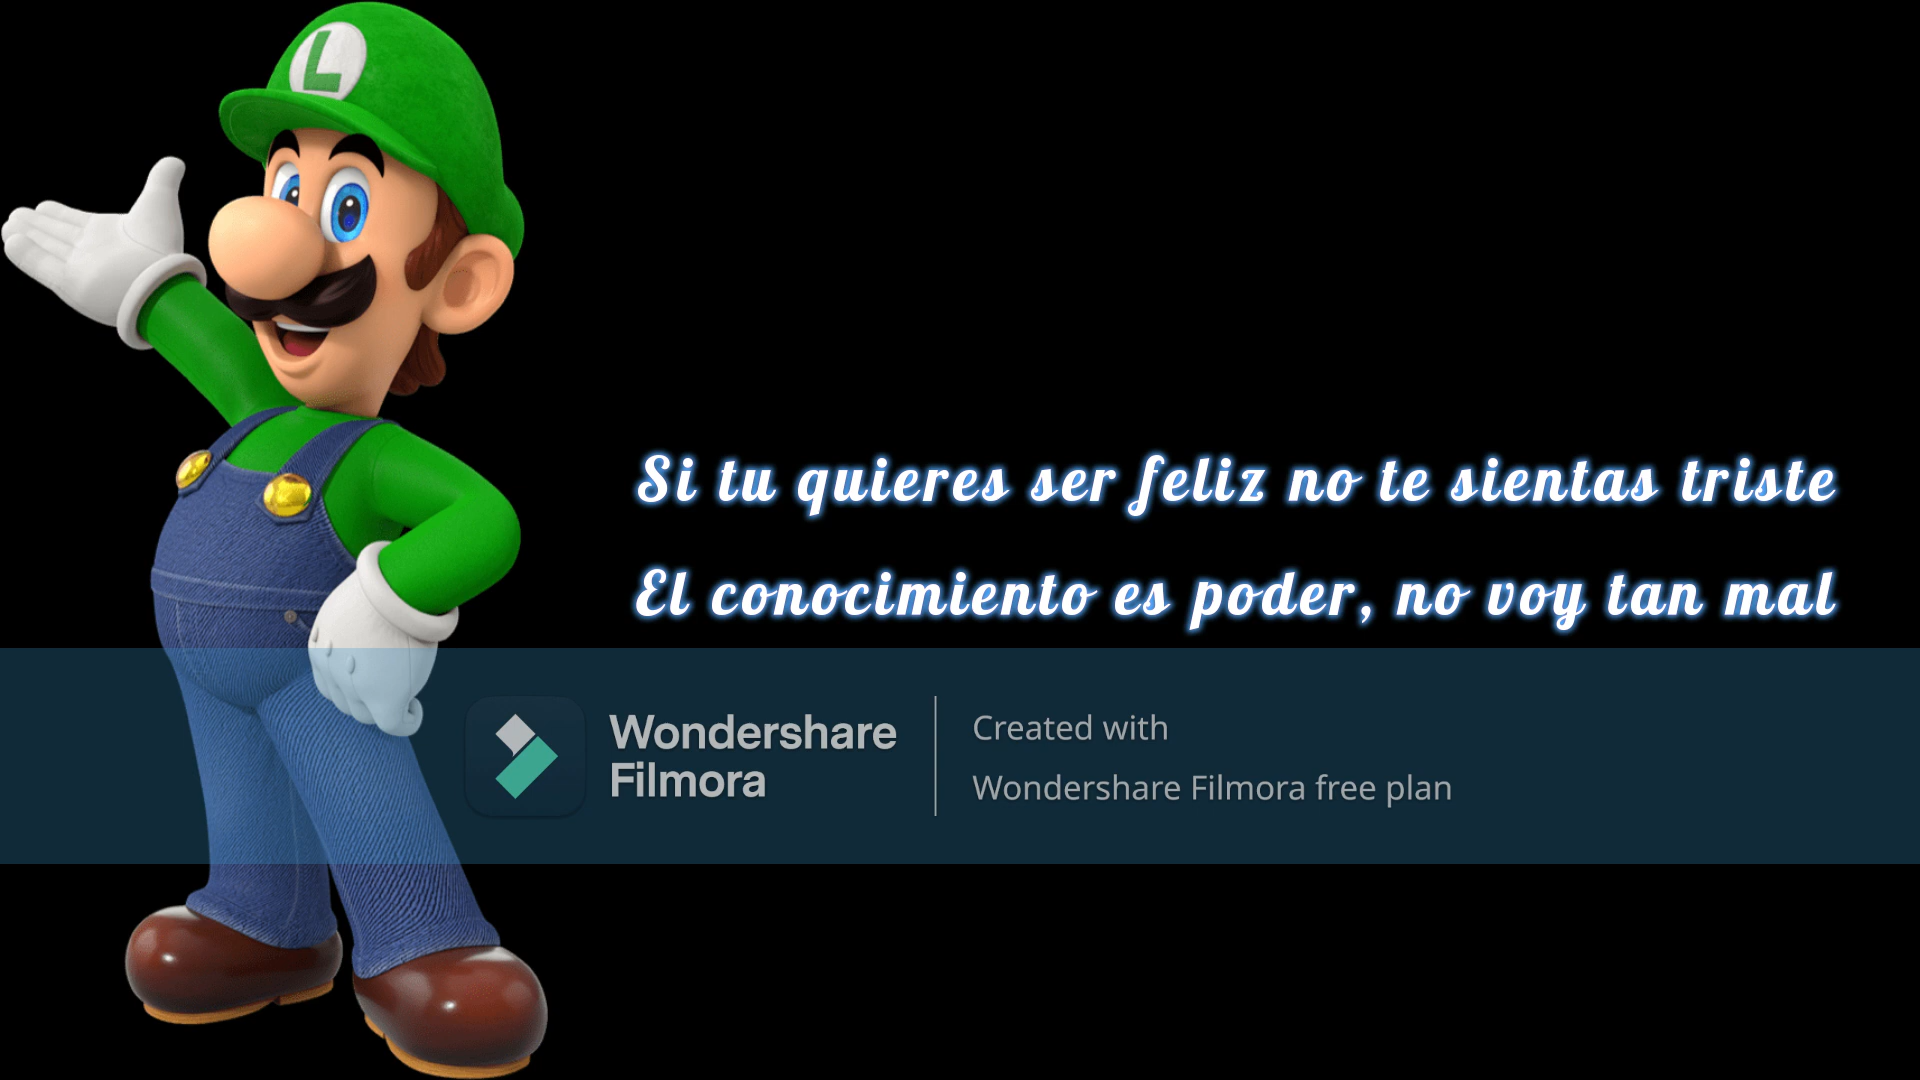 L
Si tu quieres ser feliz no te sientas triste
El conocimiento es poder, no voy tan mal
Wondershare
Filmora
Created with
Wondershare Filmora free plan